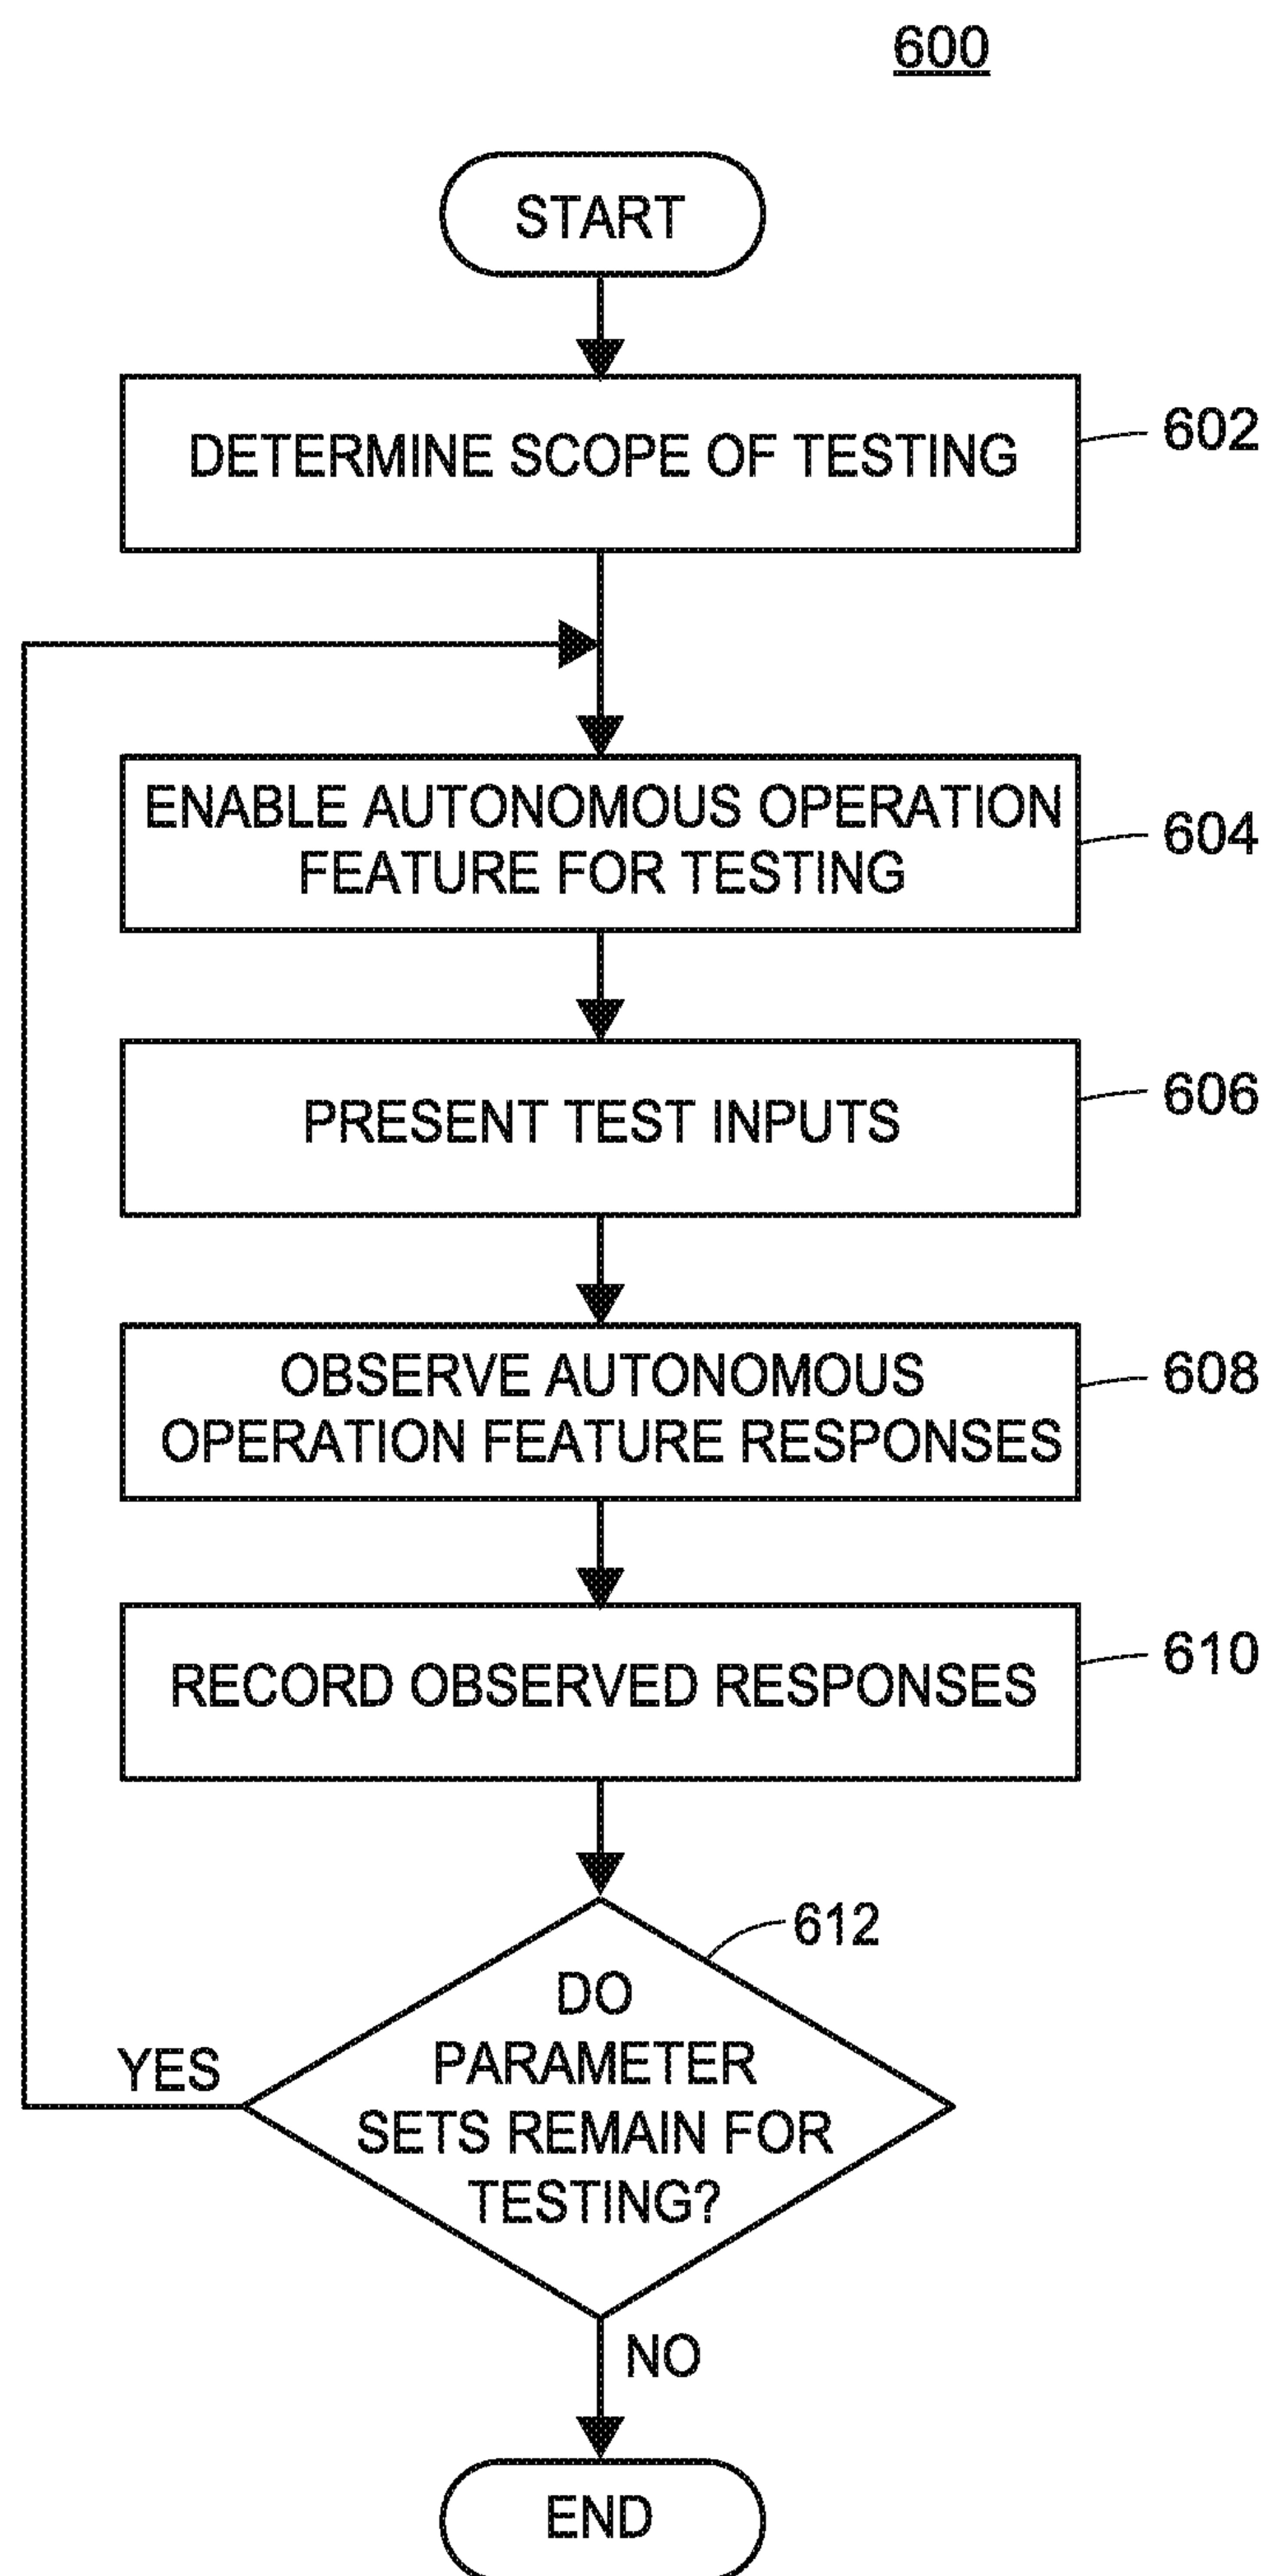 600
START
DETERMINE SCOPE OF TESTING
602
ENABLE AUTONOMOUS OPERATION
FEATURE FOR TESTING
604
PRESENT TEST INPUTS
606
OBSERVE AUTONOMOUS
OPERATION FEATURE RESPONSES
608
RECORD OBSERVED RESPONSES
610
612
DO
PARAMETER
SETS REMAIN FOR
TESTING?
YES
NO
END